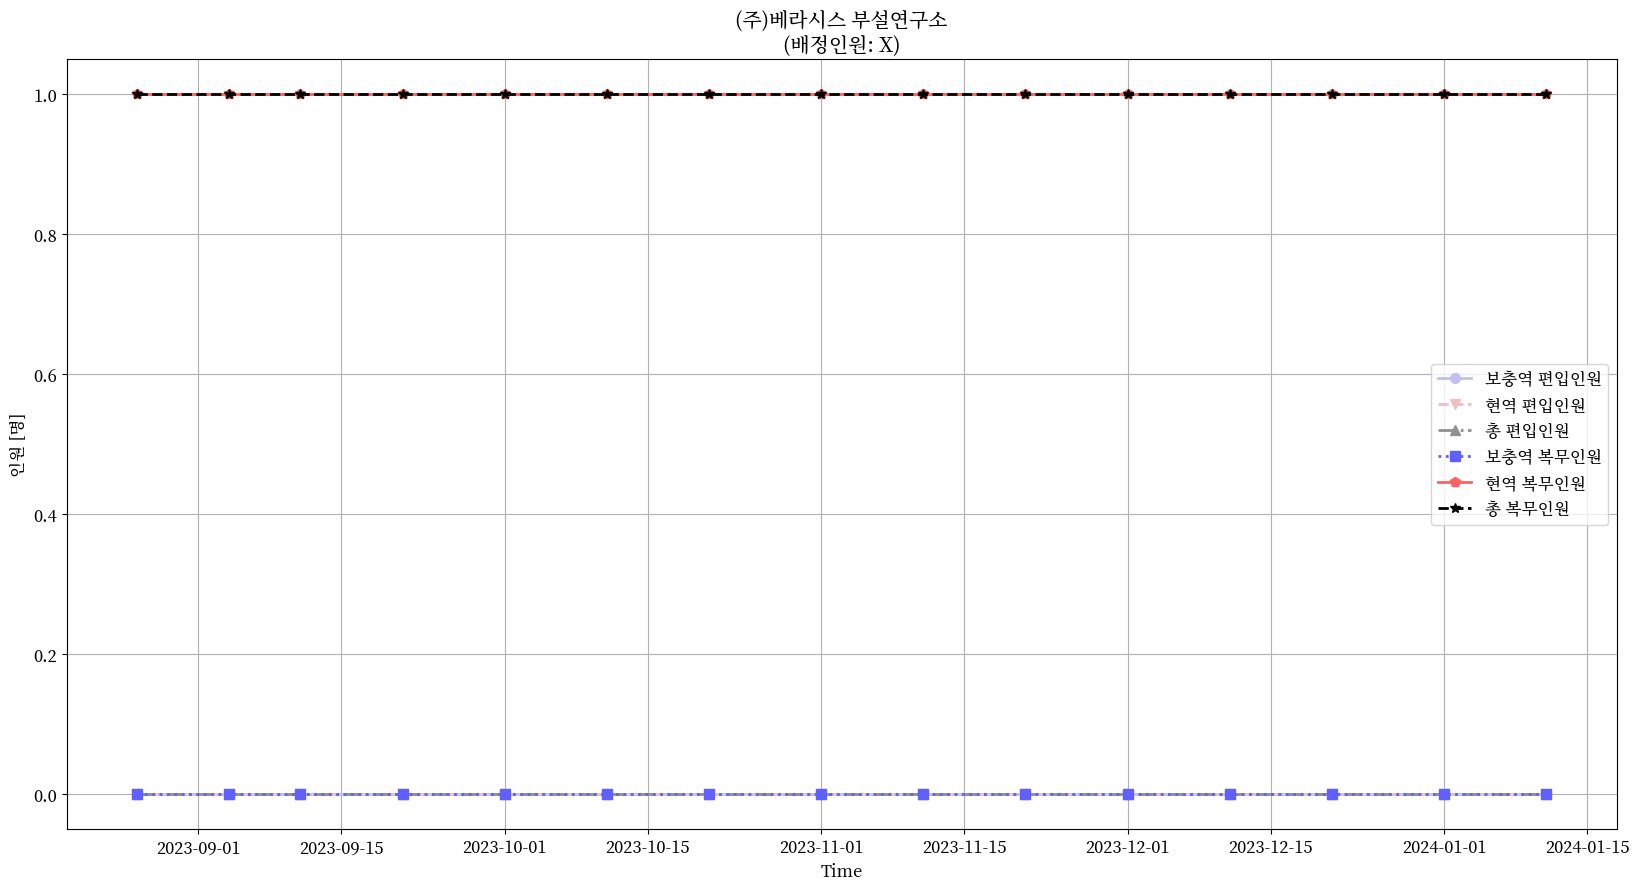 (주)베라시스 부설연구소
(배정인원: X)
인원 [명]
1.0
0.8
0.6
0.4
0.2
0.0
보충역 편입인원
현역 편입인원
총 편입인원
보충역 복무인원
현역 복무인원
총 복무인원
2023-09-01
2023-09-15
2023-10-01
2023-10-15
2023-11-01
2023-11-15
2023-12-01
2023-12-15
2024-01-01
2024-01-15
Time